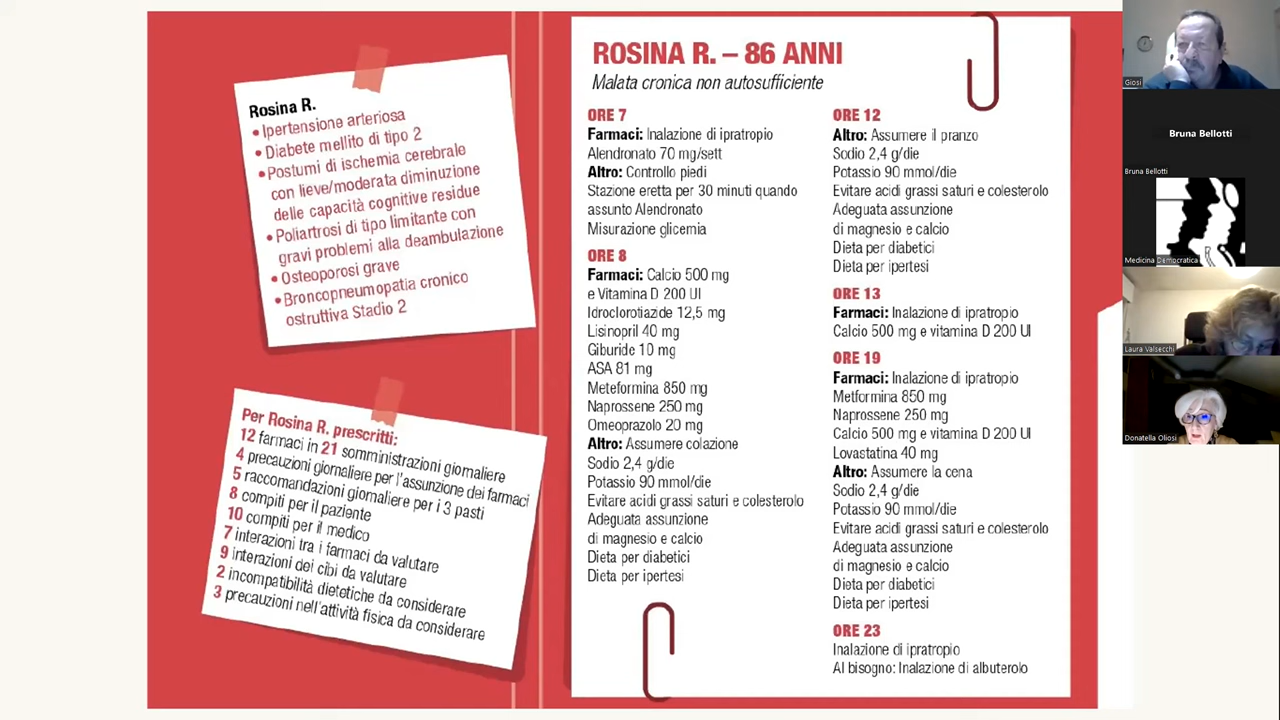 Rosina R.
• Ipertensione arteriosa
• Diabete mellito di tipo 2
• Postumi di ischemia cerebrale
con lieve/moderata diminuzione
delle capacità cognitive residue
• Poliartrosi di tipo limitante con
gravi problemi alla deambulazione
• Osteoporosi grave
• Broncopneumopatia cronico
ostruttiva Stadio 2
Per Rosina R. prescritti:
12 farmaci in 21 somministrazioni giornaliere
4 precauzioni giornaliere per l'assunzione dei farmaci
5 raccomandazioni giornaliere per i 3 pasti
8 compiti per il paziente
10 compiti per il medico
7 interazioni tra i farmaci da valutare
9 interazioni dei cibi da valutare
2 incompatibilità dietetiche da considerare
3 precauzioni nell'attività fisica da considerare
ROSINA R. – 86 ANNI
Malata cronica non autosufficiente
ORE 7
Farmaci: Inalazione di ipratropio
Alendronato 70 mg/sett
Altro: Controllo piedi
Stazione eretta per 30 minuti quando
assunto Alendronato
Misurazione glicemia
ORE 8
Farmaci: Calcio 500 mg
e Vitamina D 200 UI
Idroclorotiazide 12,5 mg
Lisinopril 40 mg
Giburide 10 mg
ASA 81 mg
Meteformina 850 mg
Naprossene 250 mg
Omeoprazolo 20 mg
Altro: Assumere colazione
Sodio 2,4 g/die
Potassio 90 mmol/die
Evitare acidi grassi saturi e colesterolo
Adeguata assunzione
di magnesio e calcio
Dieta per diabetici
Dieta per ipertesi
ORE 12
Altro: Assumere il pranzo
Sodio 2,4 g/die
Potassio 90 mmol/die
Evitare acidi grassi saturi e colesterolo
Adeguata assunzione
di magnesio e calcio
Dieta per diabetici
Dieta per ipertesi
ORE 13
Farmaci: Inalazione di ipratropio
Calcio 500 mg e vitamina D 200 UI
ORE 19
Farmaci: Inalazione di ipratropio
Metformina 850 mg
Naprossene 250 mg
Calcio 500 mg e vitamina D 200 UI
Lovastatina 40 mg
Altro: Assumere la cena
Sodio 2,4 g/die
Potassio 90 mmol/die
Evitare acidi grassi saturi e colesterolo
Adeguata assunzione
di magnesio e calcio
Dieta per diabetici
Dieta per ipertesi
ORE 23
Inalazione di ipratropio
Al bisogno: Inalazione di albuterolo
Giosi
Bruna Bellotti
Bruna Bellotti
Medicina Democratica
Laura Valsecchi
Donatella Oliosi